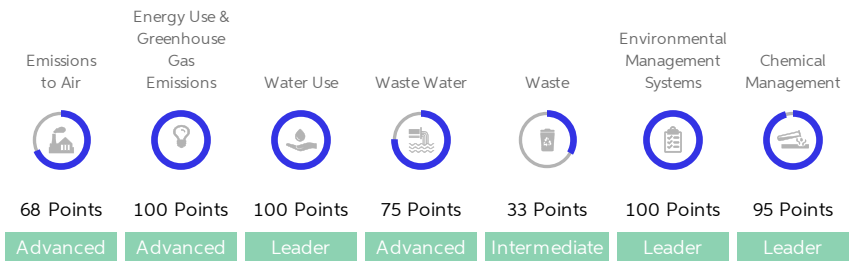 Emissions
to Air
Energy Use &
Greenhouse
Gas
Emissions
Water Use
Waste Water
Waste
Environmental
Management
Systems
Chemical
Management
68 Points
100 Points
100 Points
75 Points
33 Points
100 Points
95 Points
Advanced
Advanced
Leader
Advanced
Intermediate
Leader
Leader